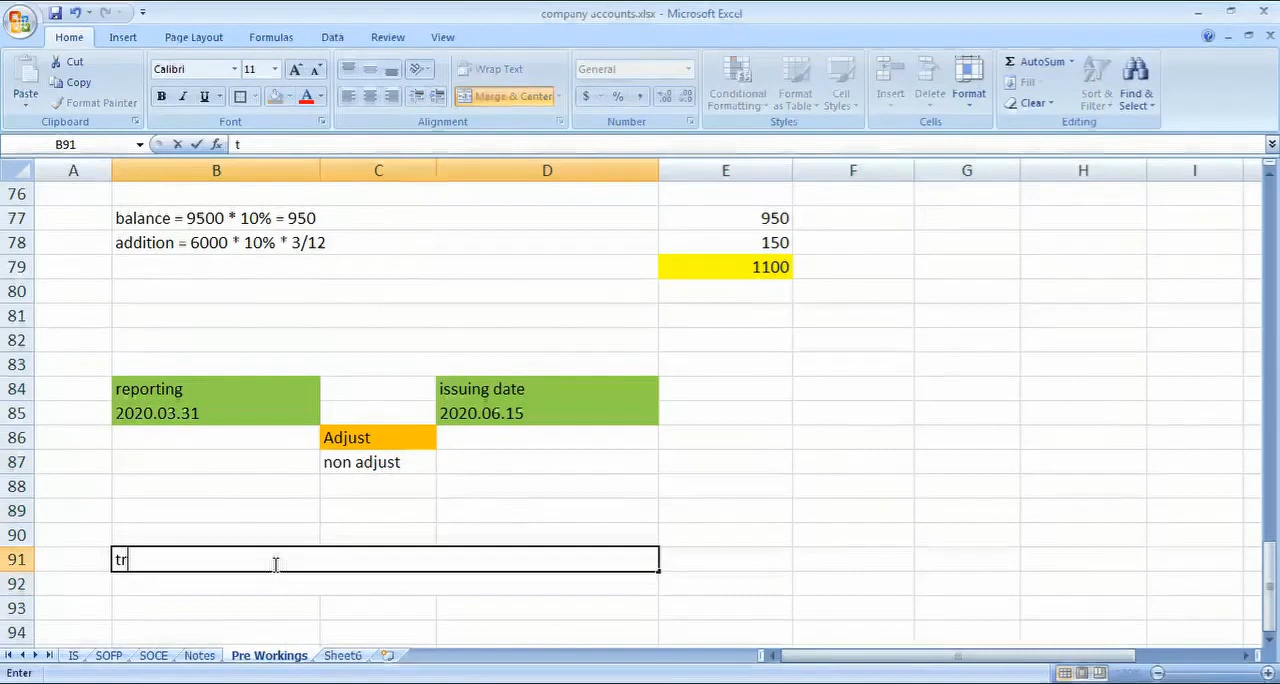 company accounts.xlsx - Microsoft Excel
Home Insert Page Layout Formulas Data Review View
Paste Cut Copy Format Painter
Calibri 11 A A
B I U A
Wrap Text
Merge & Center
General
$ % ,
Conditional Formatting Format as Table Cell Styles
Insert Delete Format
Σ AutoSum Fill Clear
Sort & Filter Find & Select
Clipboard Font Alignment Number Styles Cells Editing
B91 fx t
A B C D E F G H I
76
77 balance = 9500 * 10% = 950 950
78 addition = 6000 * 10% * 3/12 150
79 1100
80
81
82
83
84 reporting issuing date
85 2020.03.31 2020.06.15
86 Adjust
87 non adjust
88
89
90
91 tr
92
93
94
IS SOFP SOCE Notes Pre Workings Sheet6
Enter